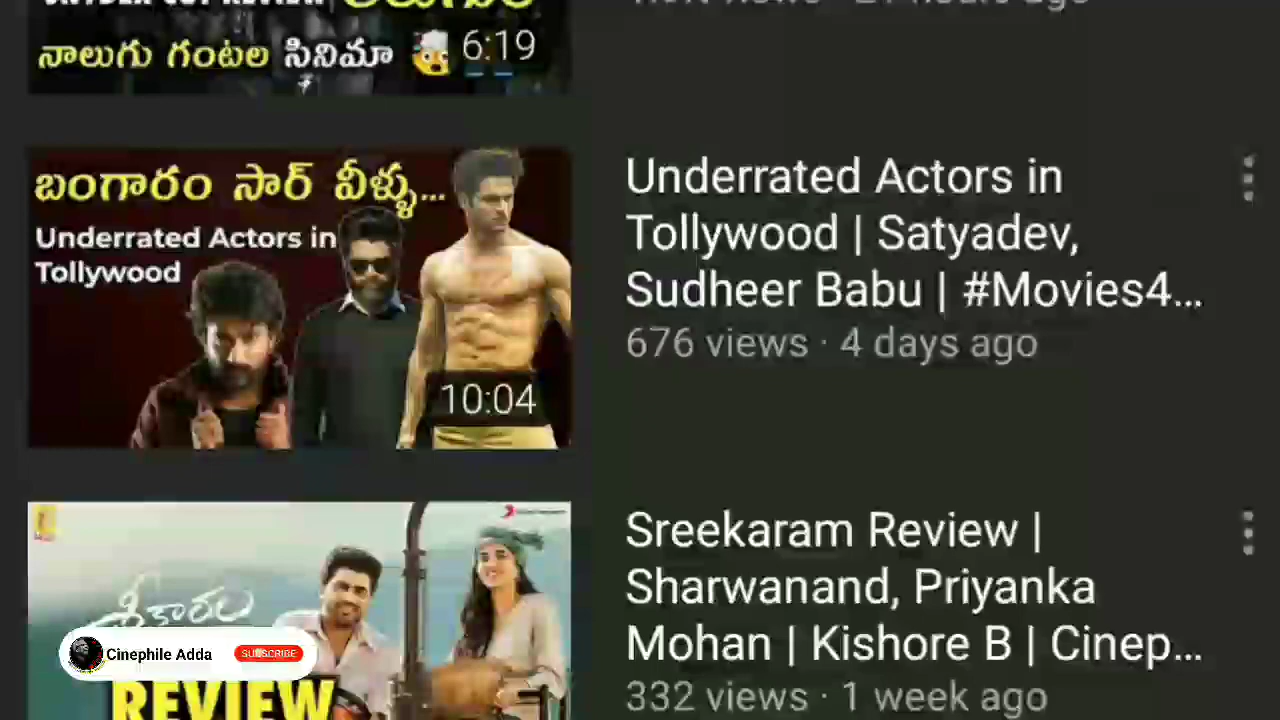 నాలుగు గంటల సినిమా 🤯 6:19
బంగారం సార్ వీళ్ళు...
Underrated Actors in
Tollywood
10:04
Underrated Actors in
Tollywood | Satyadev,
Sudheer Babu | #Movies4...
676 views · 4 days ago
శ్రీకారం
REVIEW
Sreekaram Review |
Sharwanand, Priyanka
Mohan | Kishore B | Cinep...
332 views · 1 week ago
Cinephile Adda SUBSCRIBE